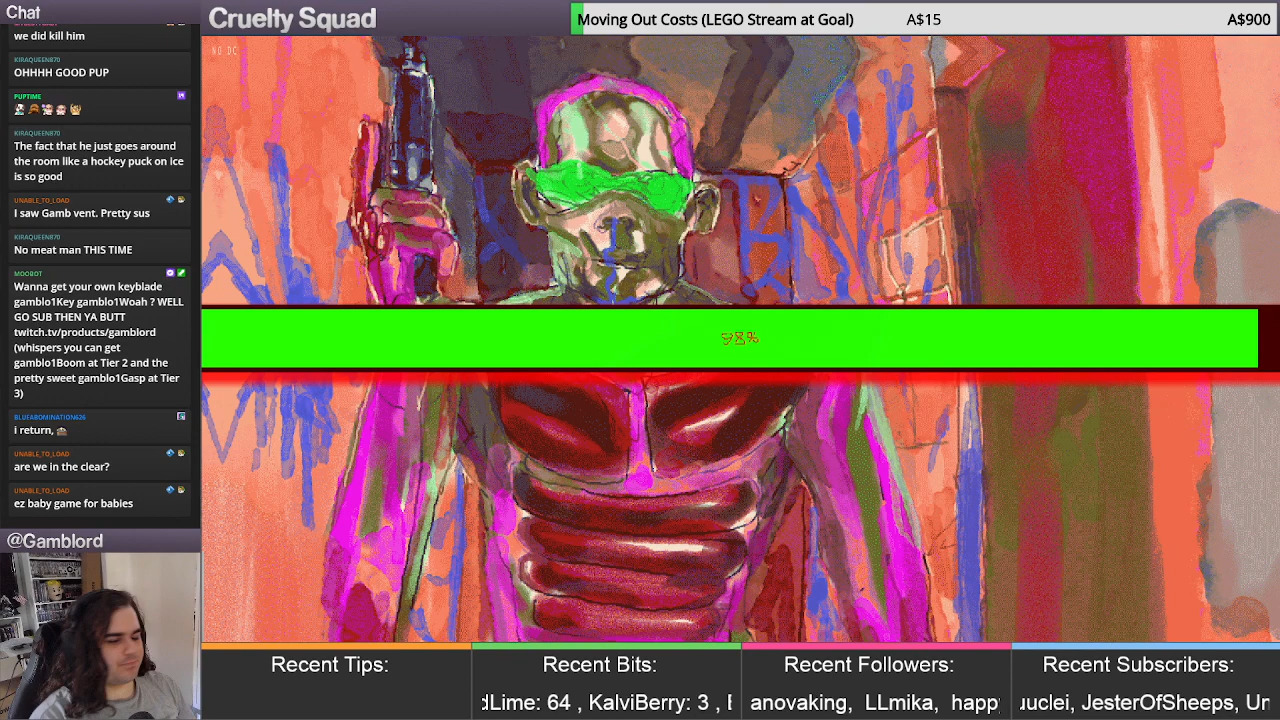 Chat
Cruelty Squad
Moving Out Costs (LEGO Stream at Goal)
A$15
A$900
we did kill him
KIRAQUEEN870
OHHHH GOOD PUP
PUPTIME
KIRAQUEEN870
The fact that he just goes around
the room like a hockey puck on ice
is so good
UNABLE_TO_LOAD
I saw Gamb vent. Pretty sus
KIRAQUEEN870
No meat man THIS TIME
MOOBOT
Wanna get your own keyblade
gamblo1Key gamblo1Woah ? WELL
GO SUB THEN YA BUTT
twitch.tv/products/gamblord
(whispers you can get
gamblo1Boom at Tier 2 and the
pretty sweet gamblo1Gasp at Tier
3)
BLUEABOMINATION626
i return,
UNABLE_TO_LOAD
are we in the clear?
UNABLE_TO_LOAD
ez baby game for babies
@Gamblord
NO DC
98%
Recent Tips:
Recent Bits:
dLime: 64 , KalviBerry: 3 ,
Recent Followers:
anovaking, LLmika, happy
Recent Subscribers:
uclei, JesterOfSheeps, Un